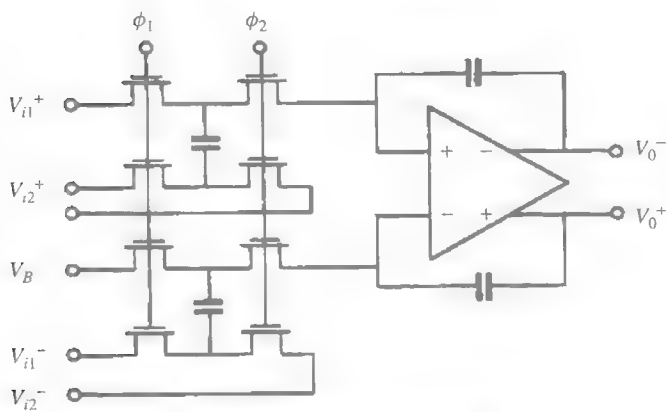 ϕ1 ϕ2
Vi1+
Vi2+
VB
Vi1−
Vi2−
+ −
− +
V0−
V0+